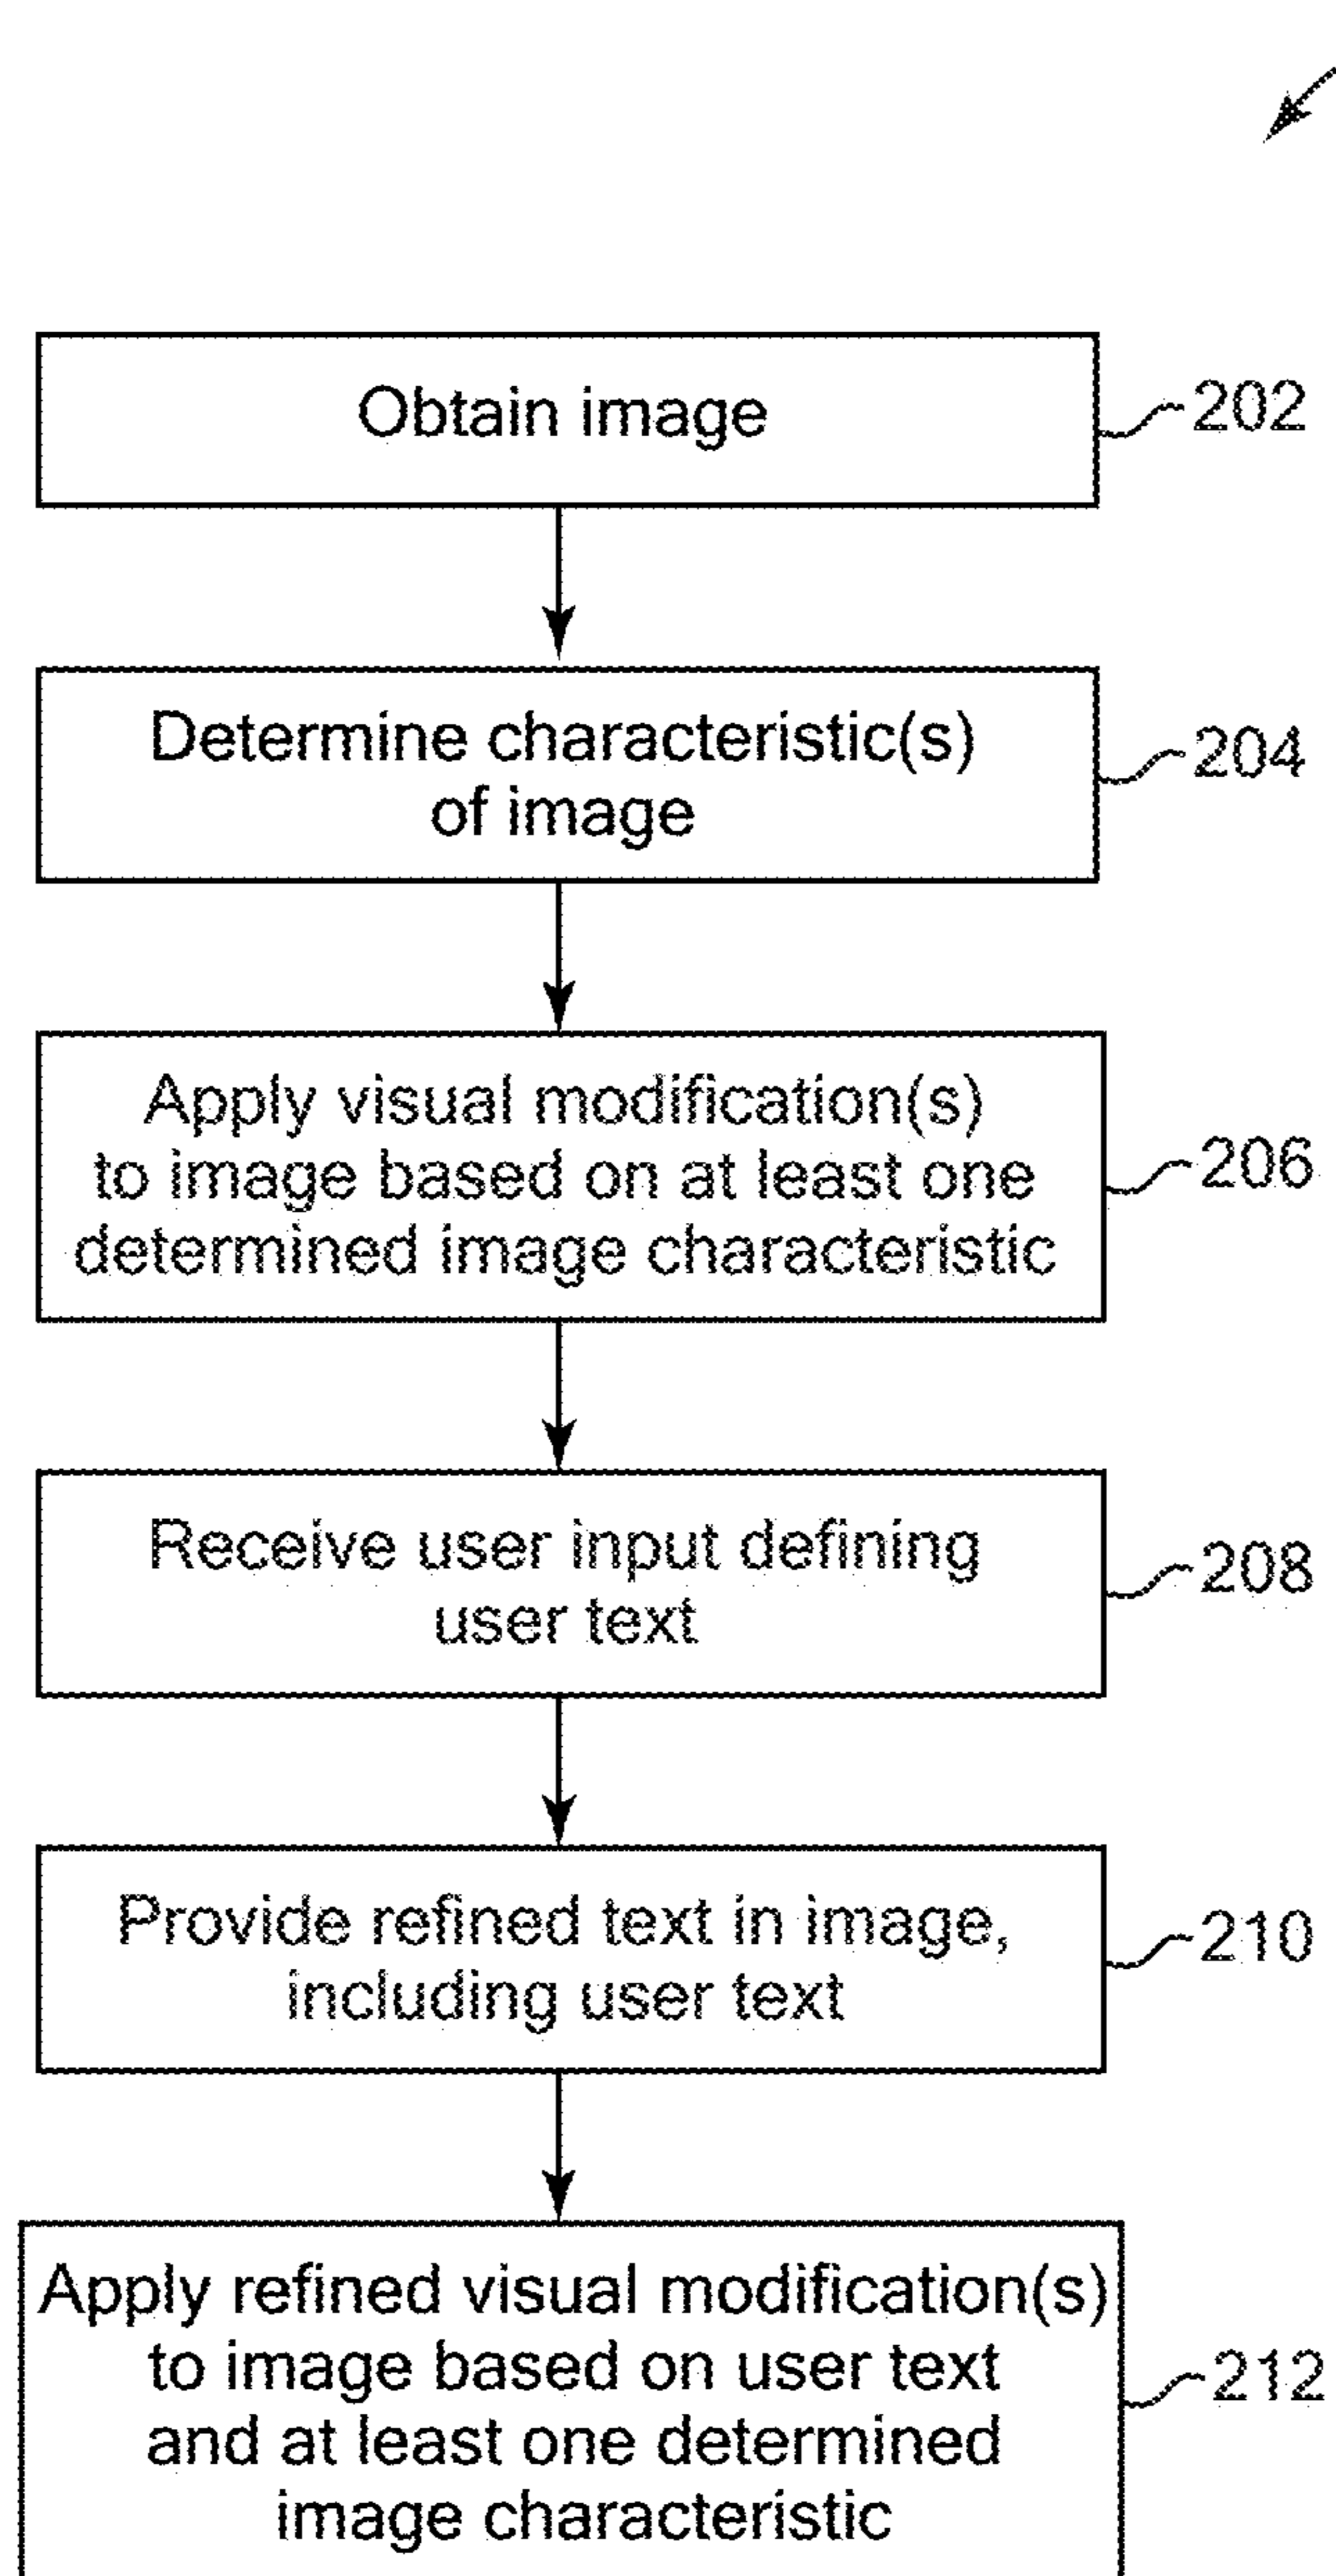 Obtain image
202
Determine characteristic(s)
of image
204
Apply visual modification(s)
to image based on at least one
determined image characteristic
206
Receive user input defining
user text
208
Provide refined text in image,
including user text
210
Apply refined visual modification(s)
to image based on user text
and at least one determined
image characteristic
212